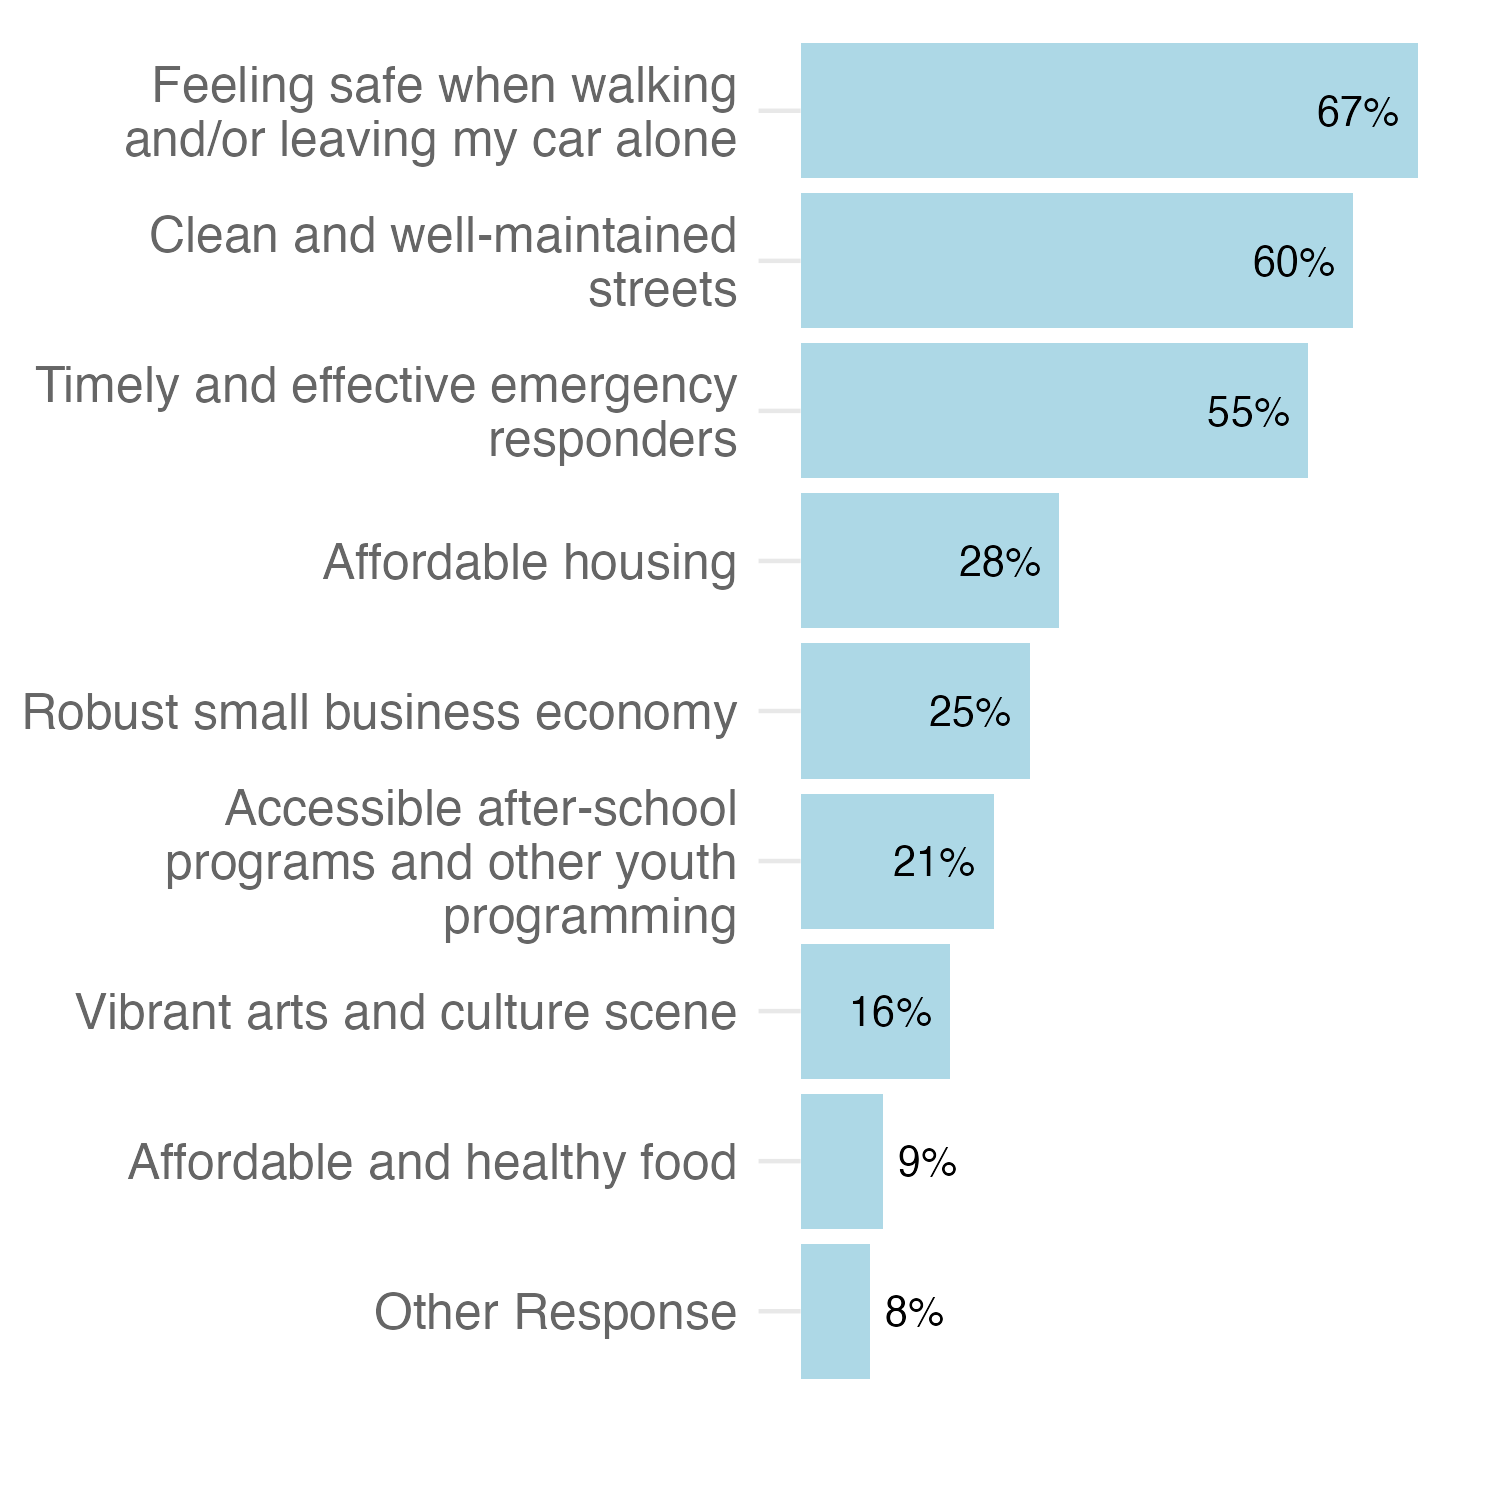 Feeling safe when walking
and/or leaving my car alone
67%
Clean and well-maintained
streets
60%
Timely and effective emergency
responders
55%
Affordable housing
28%
Robust small business economy
25%
Accessible after-school
programs and other youth
programming
21%
Vibrant arts and culture scene
16%
Affordable and healthy food
9%
Other Response
8%